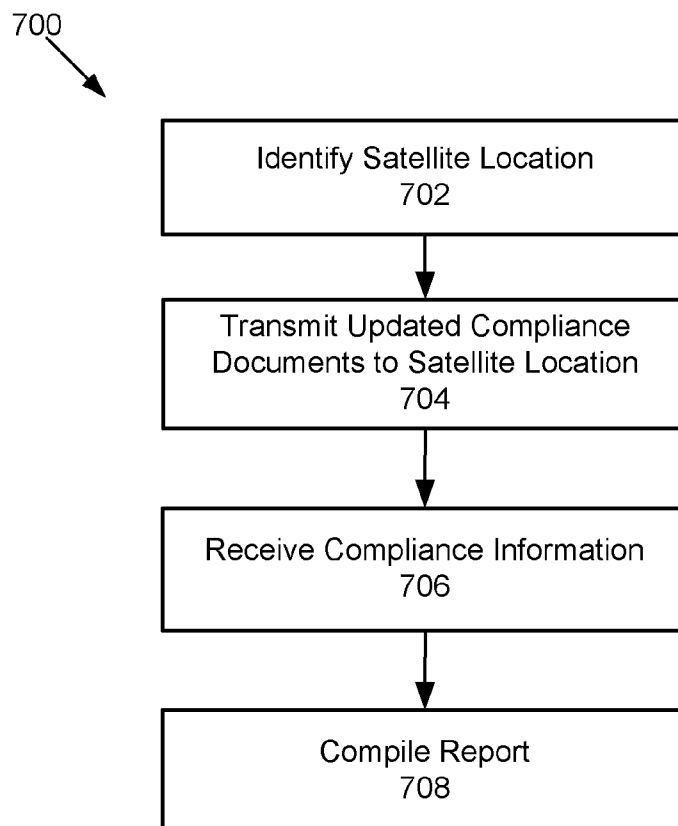 700
Identify Satellite Location
702
Transmit Updated Compliance
Documents to Satellite Location
704
Receive Compliance Information
706
Compile Report
708